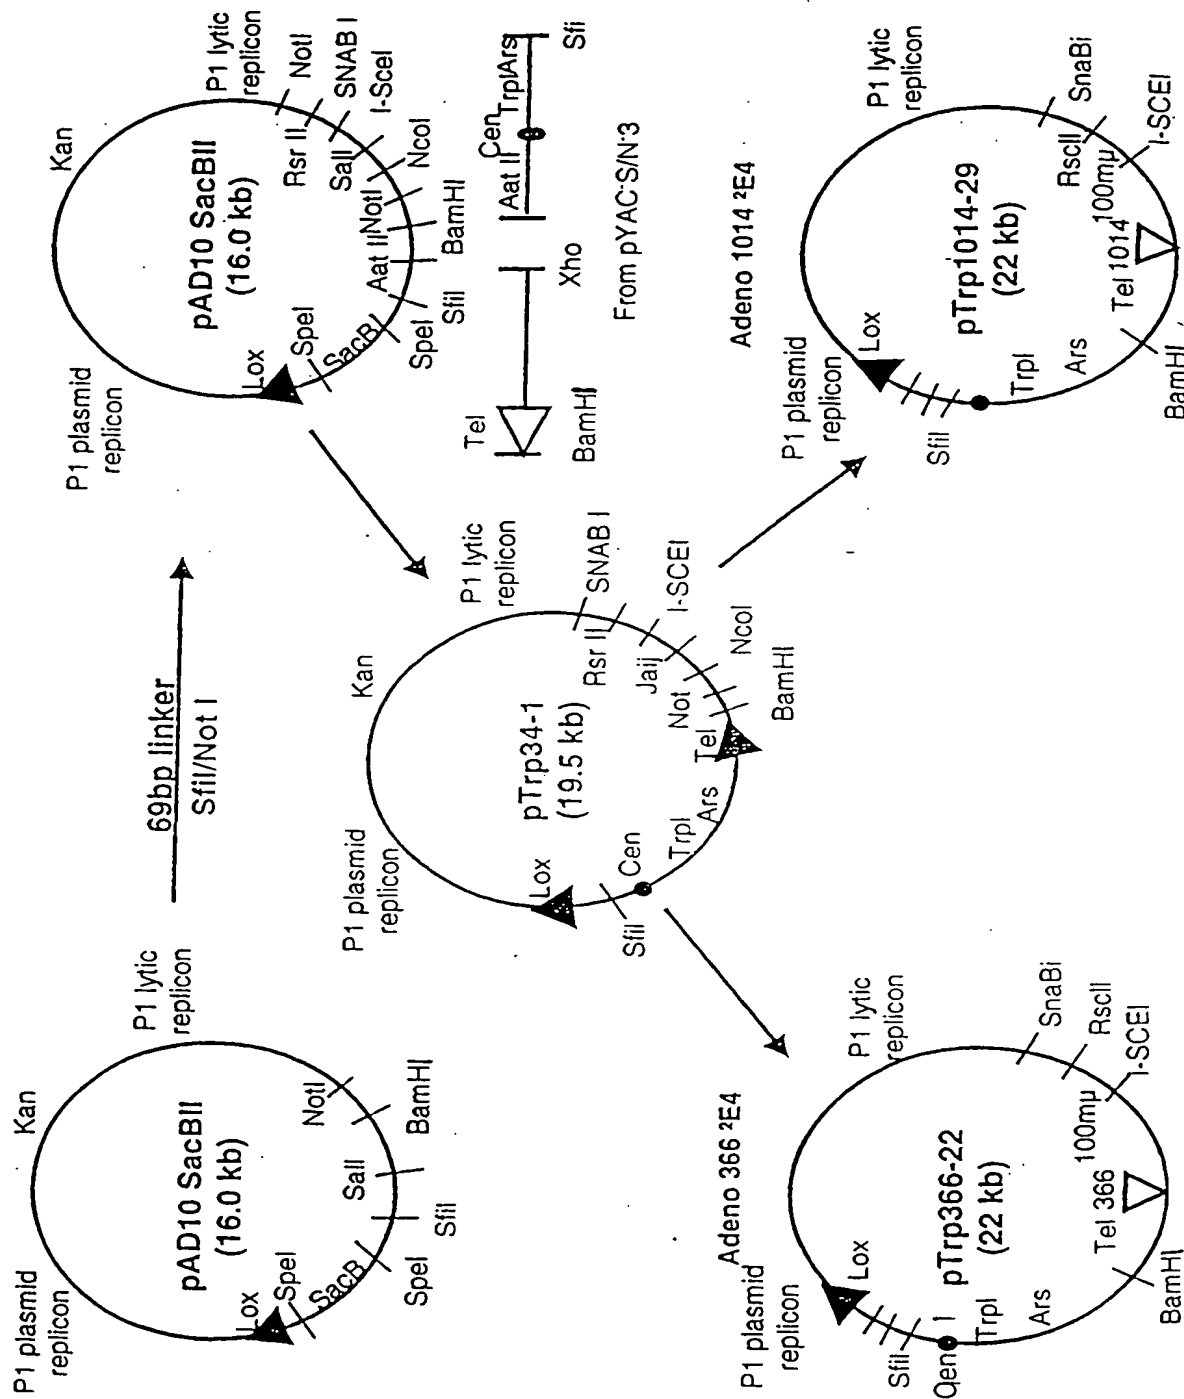 Kan
P1 plasmid
replicon
P1 lytic
replicon
pAD10 SacBII
(16.0 kb)
Lox
SpeI
SacB
SpeI
SfiI
SalI
BamHI
NotI
69bp linker
SfiI/Not I
Kan
P1 plasmid
replicon
P1 lytic
replicon
pAD10 SacBII
(16.0 kb)
NotI
Rsr II
SNAB I
I-SceI
SalI
NcoI
NotI
Aat II
BamHI
SfiI
Lox
SpeI
SacBI
SpeI
Tel
BamHI
Xho
Aat II
Cen
TrpIArs
Sfi
From pYAC·S/N·3
Kan
P1 plasmid
replicon
P1 lytic
replicon
pTrp34-1
(19.5 kb)
Lox
SfiI
Cen
TrpI
Ars
Tel
SNAB I
Rsr II
I-SCEI
Jaij
NcoI
Not
BamHI
Adeno 366 ²E4
P1 plasmid
replicon
P1 lytic
replicon
Lox
pTrp366-22
(22 kb)
SfiI
Oen
I
TrpI
Ars
Tel 366
100mµ
SnaBi
RscII
I-SCEI
BamHI
Adeno 1014 ²E4
P1 plasmid
replicon
P1 lytic
replicon
Lox
pTrp1014-29
(22 kb)
SfiI
TrpI
Ars
Tel 1014
100mµ
SnaBi
RscII
I-SCEI
BamHI